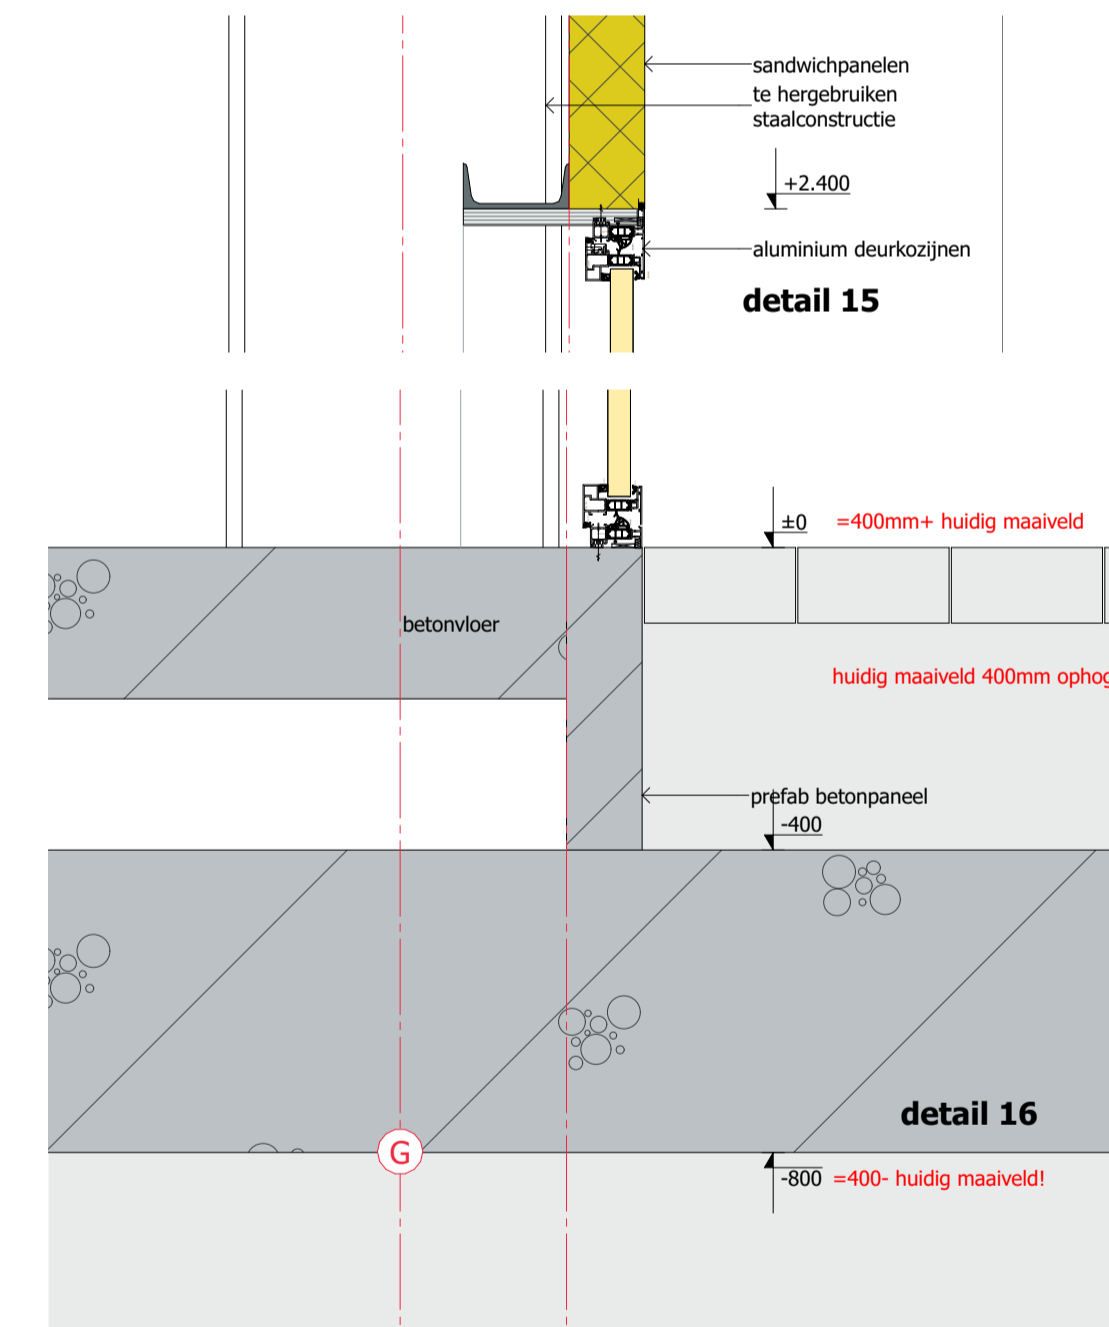 sandwichpanelen
te hergebruiken
staalconstructie
+2.400
aluminium deurkozijnen
detail 15
±0 =400mm+ huidig maaiveld
betonvloer
huidig maaiveld 400mm ophog
prefab betonpaneel
-400
detail 16
G
-800 =400- huidig maaiveld!